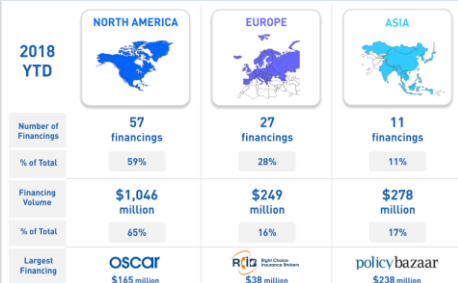 2018
YTD
NORTH AMERICA
EUROPE
ASIA
Number of
Financings
57
financings
27
financings
11
financings
% of Total
59%
28%
11%
Financing
Volume
$1,046
million
$249
million
$278
million
% of Total
65%
16%
17%
Largest
Financing
oscar
$165 million
RCIB
Right Choice
Insurance Brokers
$38 million
policybazaar
$238 million